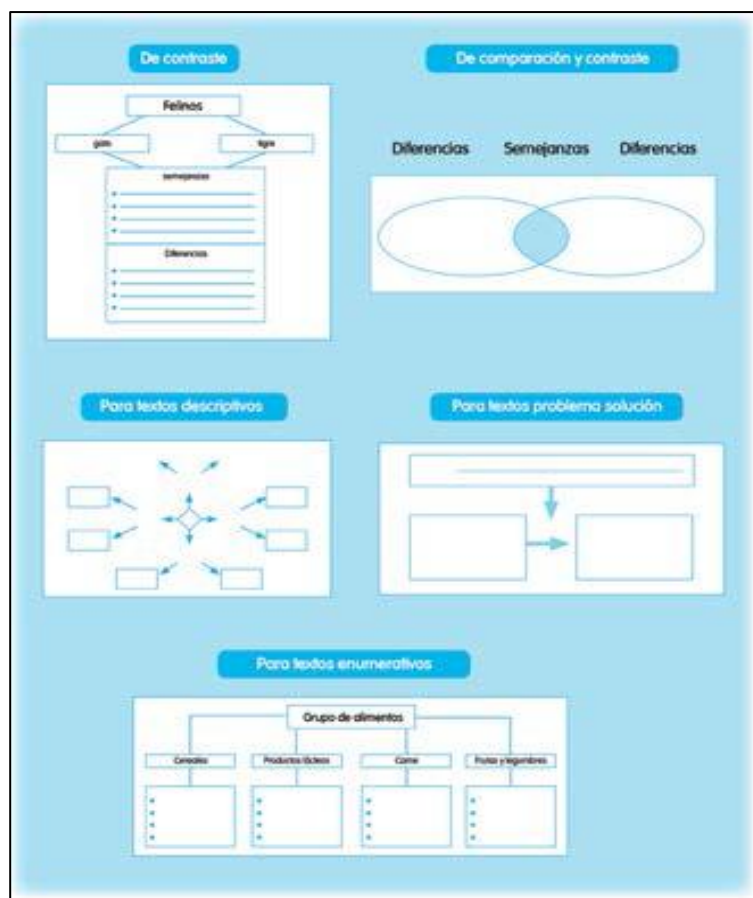 De contraste
De comparación y contraste
Felinos
gato
tigre
semejanzas
Diferencias
Diferencias Semejanzas Diferencias
Para textos descriptivos
Para textos problema solución
Para textos enumerativos
Grupo de alimentos
Cereales
Productos lácteos
Carne
Frutas y legumbres